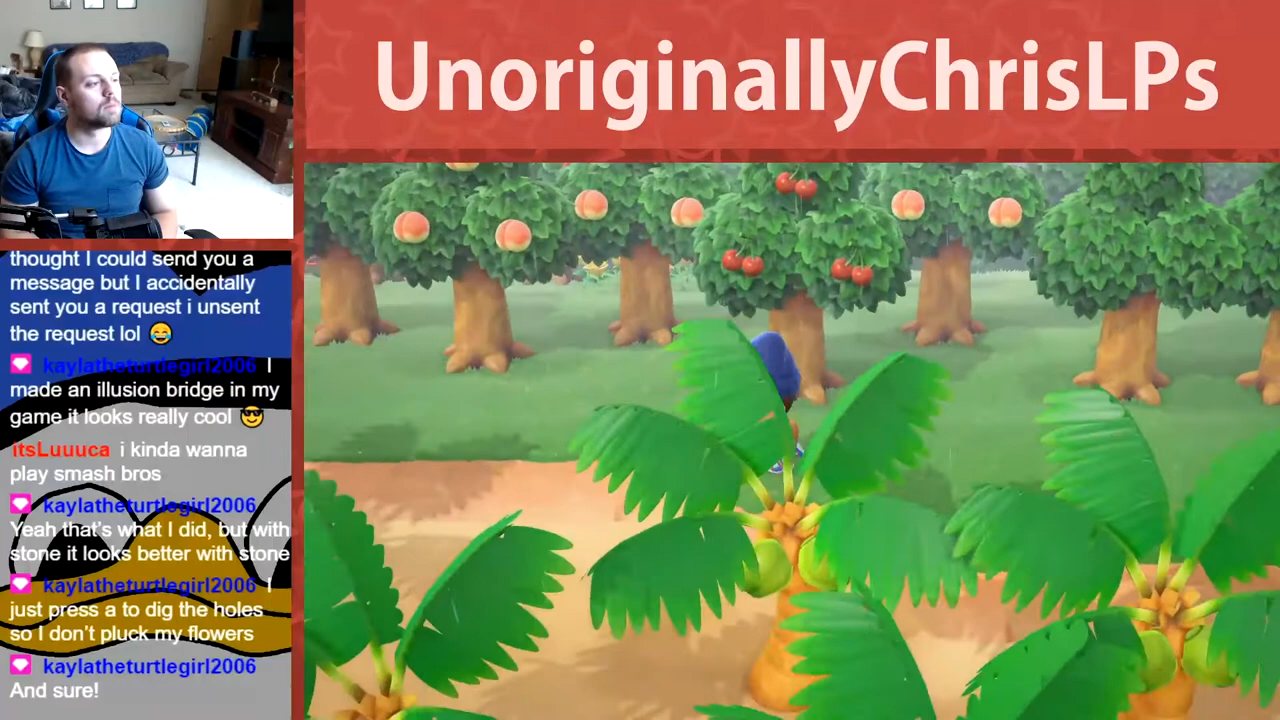 UnoriginallyChrisLPs
thought I could send you a
message but I accidentally
sent you a request i unsent
the request lol 😂
kaylatheturtlegirl2006 I
made an illusion bridge in my
game it looks really cool 😎
itsLuuuca i kinda wanna
play smash bros
kaylatheturtlegirl2006
Yeah that's what I did, but with
stone it looks better with stone
kaylatheturtlegirl2006 I
just press a to dig the holes
so I don't pluck my flowers
kaylatheturtlegirl2006
And sure!